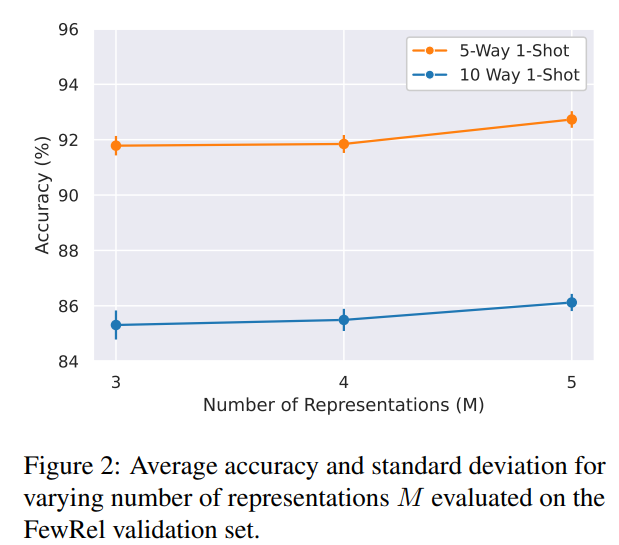 96
94
92
90
88
86
84
Accuracy (%)
5-Way 1-Shot
10 Way 1-Shot
3 4 5
Number of Representations (M)
Figure 2: Average accuracy and standard deviation for
varying number of representations M evaluated on the
FewRel validation set.